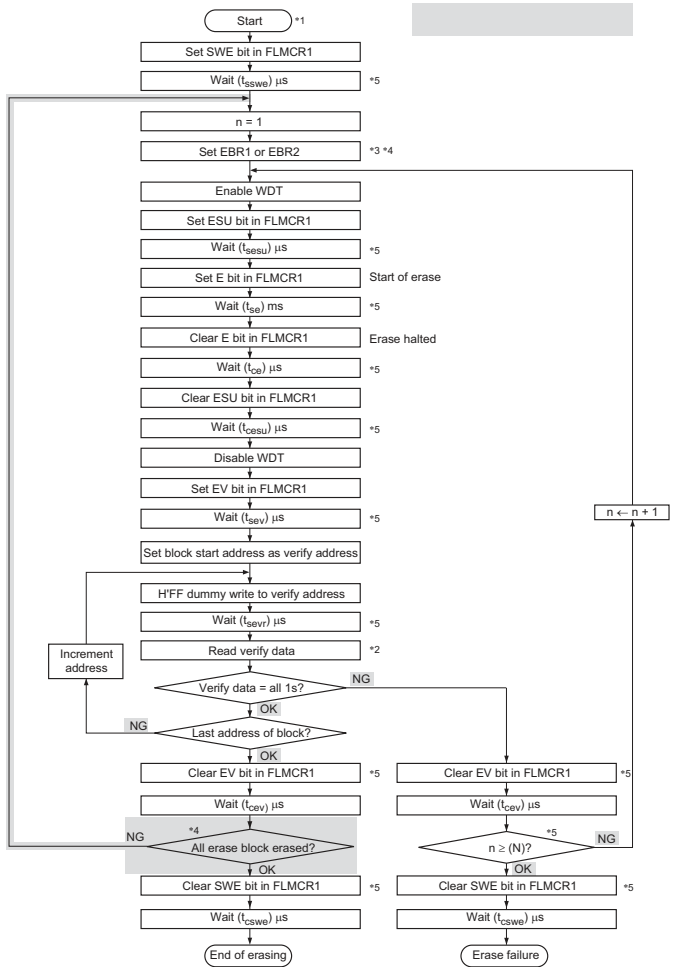 Start *1
Set SWE bit in FLMCR1
Wait (tsswe) μs *5
n = 1
Set EBR1 or EBR2 *3 *4
Enable WDT
Set ESU bit in FLMCR1
Wait (tsesu) μs *5
Set E bit in FLMCR1 Start of erase
Wait (tse) ms *5
Clear E bit in FLMCR1 Erase halted
Wait (tce) μs *5
Clear ESU bit in FLMCR1
Wait (tcesu) μs *5
Disable WDT
Set EV bit in FLMCR1
Wait (tsev) μs *5
n ← n + 1
Set block start address as verify address
H'FF dummy write to verify address
Wait (tsevr) μs *5
Read verify data *2
Increment
address
Verify data = all 1s? NG
OK
NG Last address of block?
OK
Clear EV bit in FLMCR1 *5
Wait (tcev) μs
NG *4
All erase block erased?
OK
Clear SWE bit in FLMCR1 *5
Wait (tcswe) μs
End of erasing
Clear EV bit in FLMCR1 *5
Wait (tcev) μs
*5
n ≥ (N)? NG
OK
Clear SWE bit in FLMCR1 *5
Wait (tcswe) μs
Erase failure